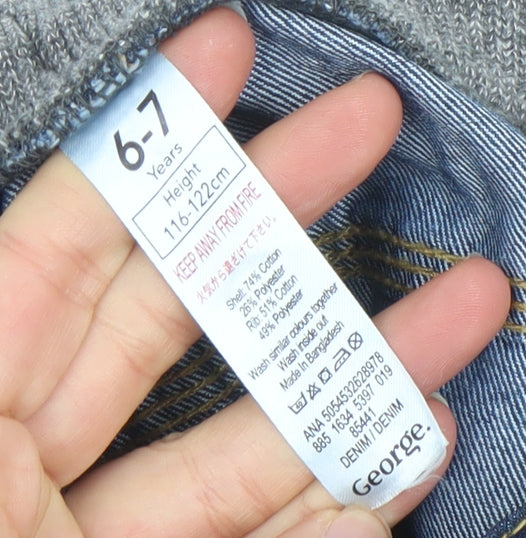 6-7
Years
Height
116-122cm
KEEP AWAY FROM FIRE
火気から遠ざけて下さい。
Shell: 74% Cotton
26% Polyester
Rib: 51% Cotton
49% Polyester
Wash similar colours together
Wash inside out
Made In Bangladesh
ANA 5054532628978
885 1634 5397 019
85441
DENIM / DENIM
George.